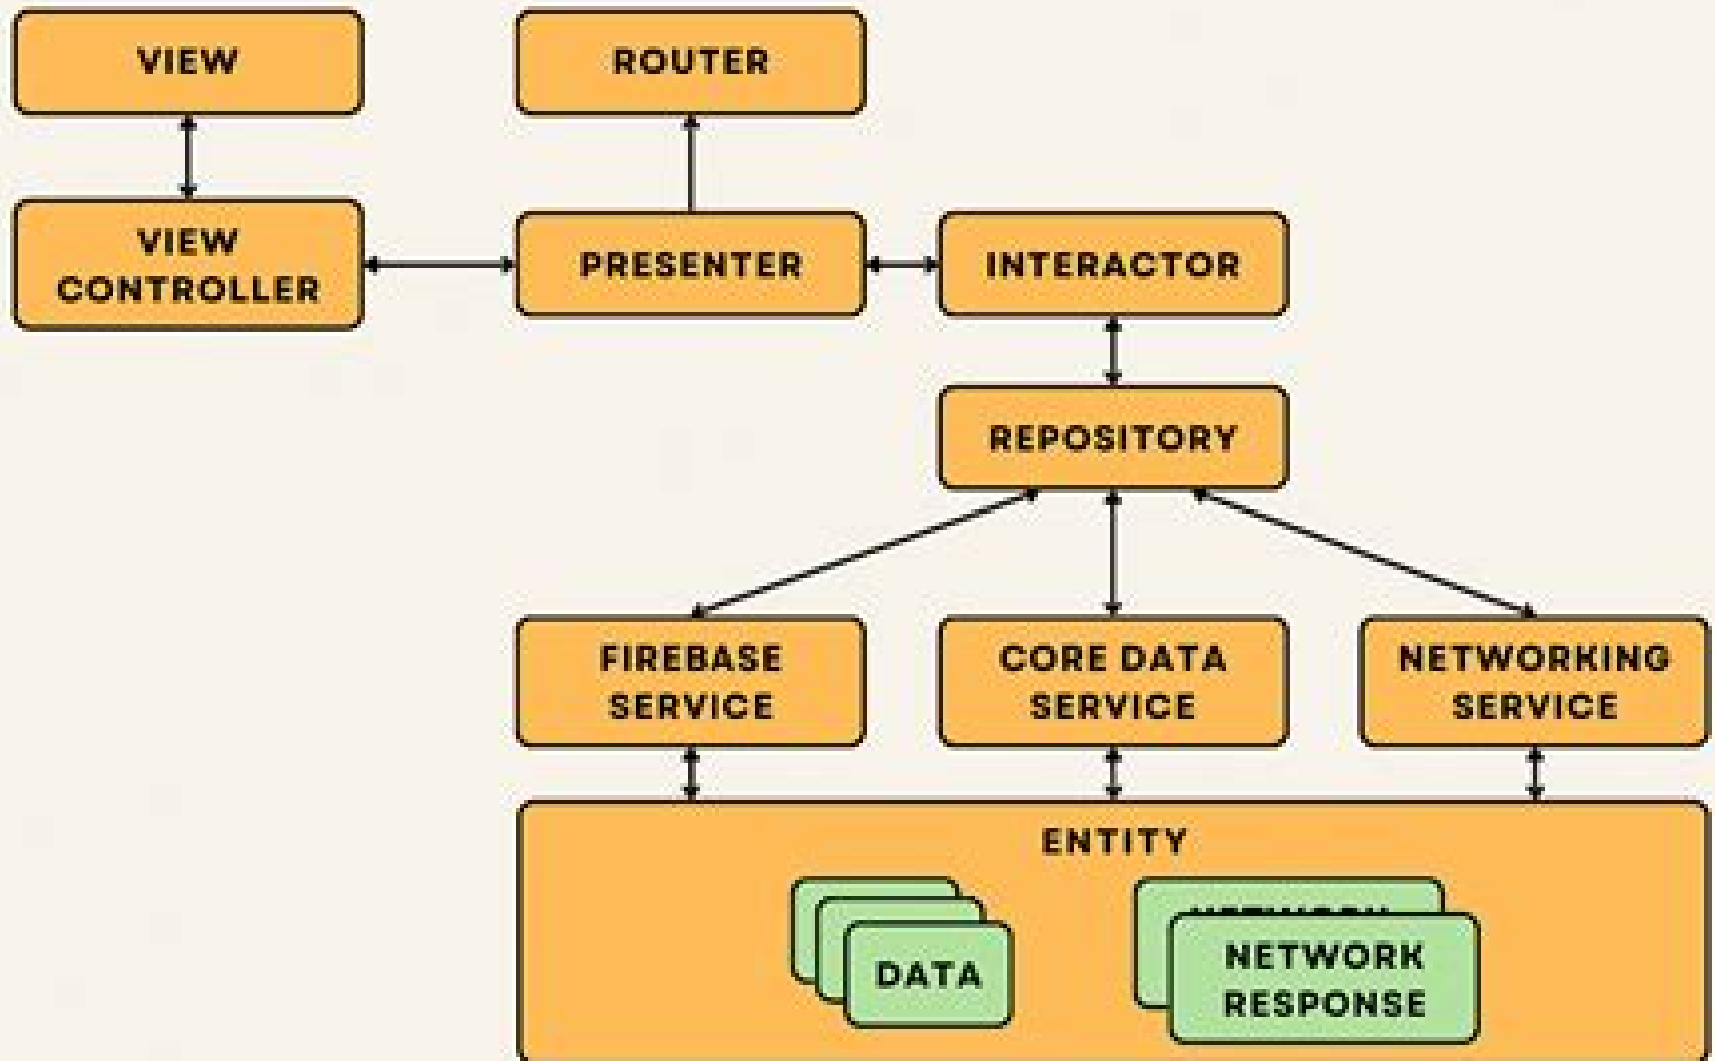 VIEW
ROUTER
VIEW
CONTROLLER
PRESENTER
INTERACTOR
REPOSITORY
FIREBASE
SERVICE
CORE DATA
SERVICE
NETWORKING
SERVICE
ENTITY
DATA
NETWORK
RESPONSE